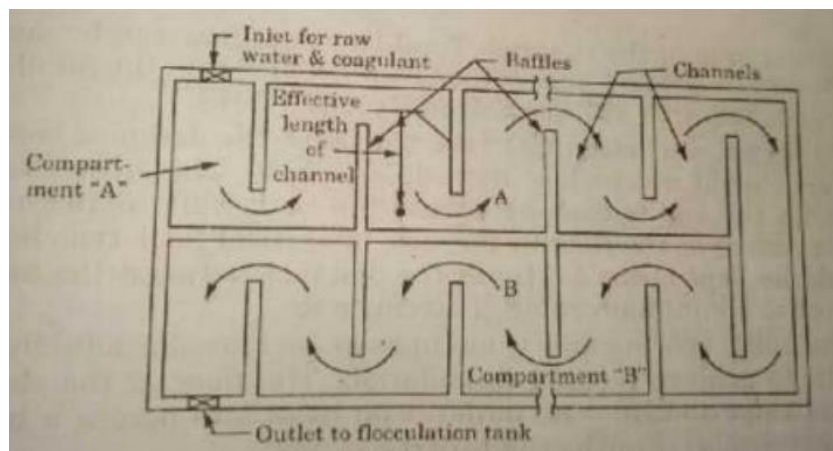 Inlet for raw
water & coagulant
Baffles
Channels
Effective
length
of
channel
Compart-
ment "A"
A
B
Compartment "B"
Outlet to flocculation tank